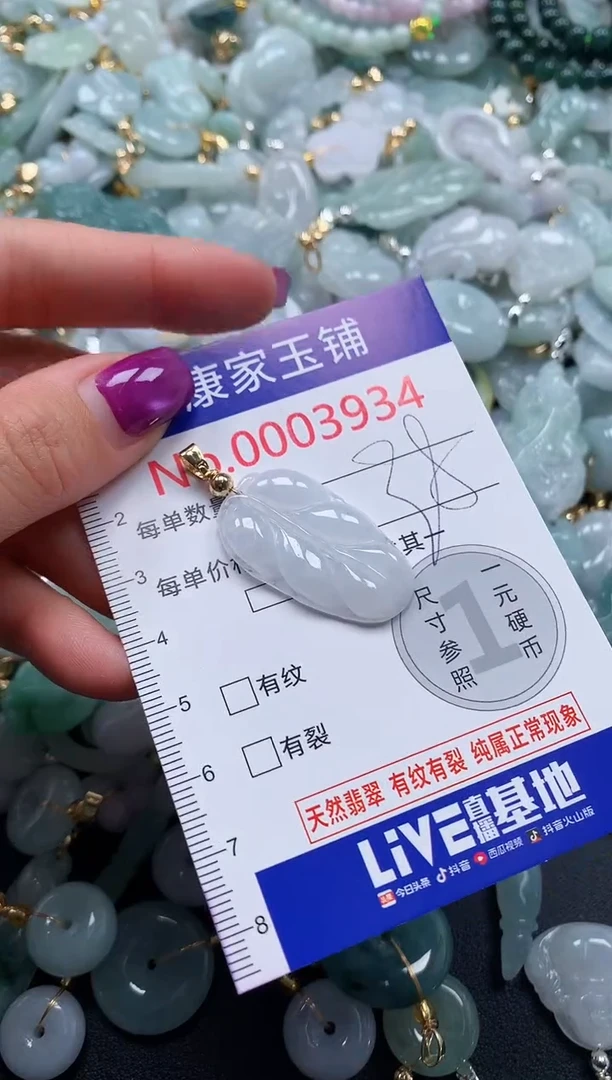 康家玉铺
No.0003934
每单数量
每单价格
其一
2
3
4
5
6
7
8
一元硬币
1
尺寸参照
有纹
有裂
天然翡翠 有纹有裂 纯属正常现象
LiVE直播基地
今日头条 抖音 西瓜视频 抖音火山版